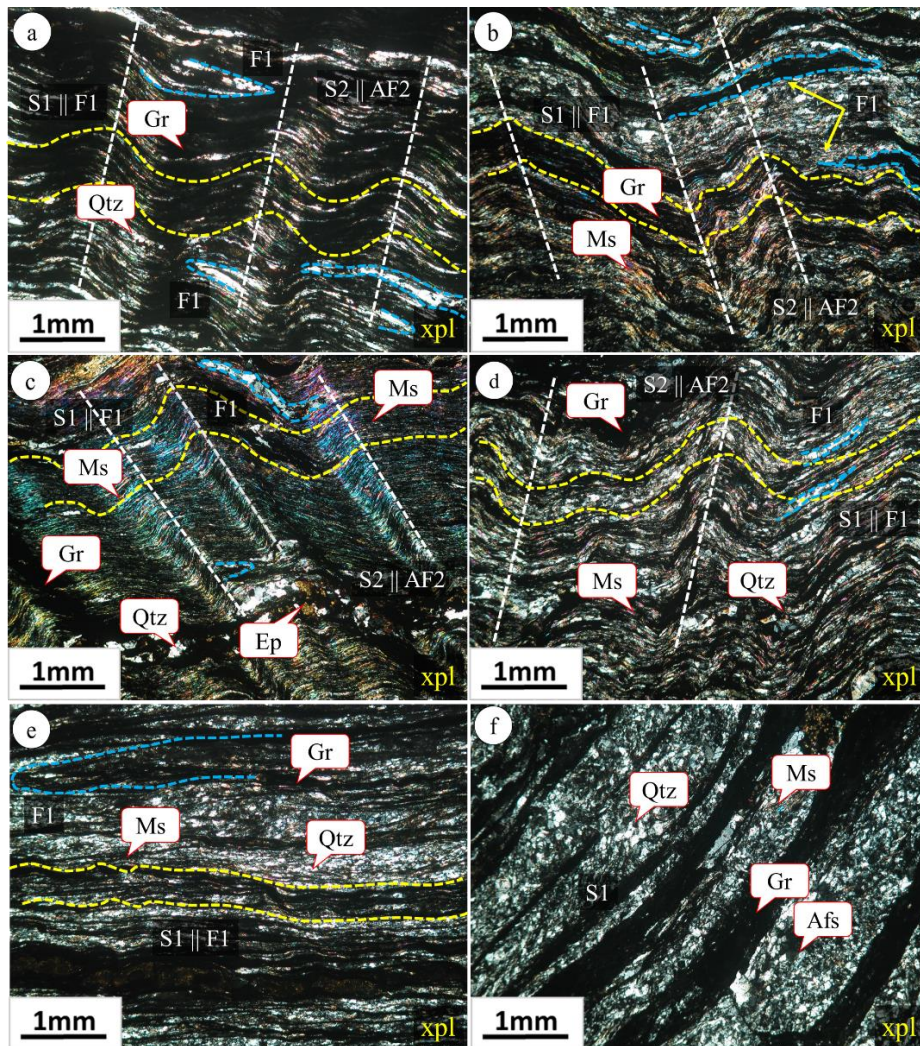 a
F1
S1 || F1
S2 || AF2
Gr
Qtz
F1
1mm
xpl
b
F1
S1 || F1
Gr
Ms
S2 || AF2
1mm
xpl
c
Ms
F1
S1 || F1
Ms
Gr
S2 || AF2
Qtz
Ep
1mm
xpl
d
S2 || AF2
Gr
F1
S1 || F1
Ms
Qtz
1mm
xpl
e
Gr
F1
Ms
Qtz
S1 || F1
1mm
xpl
f
Ms
Qtz
Gr
S1
Afs
1mm
xpl